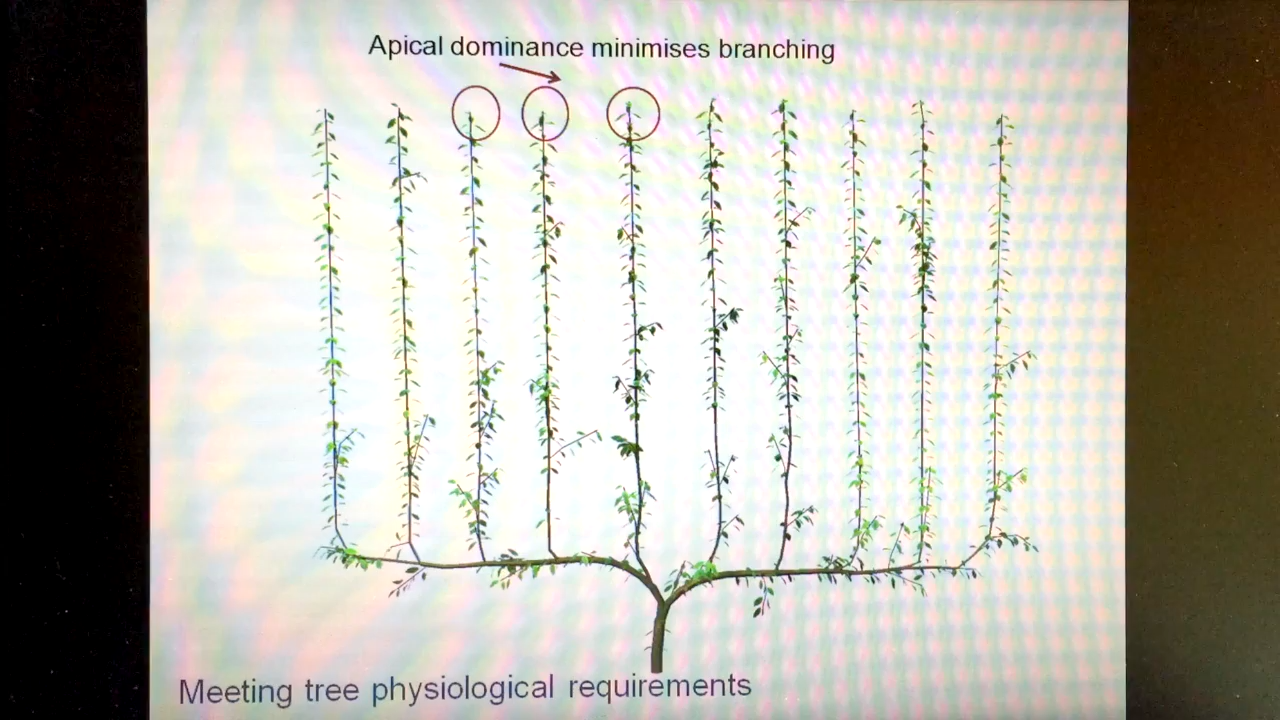 Apical dominance minimises branching
Meeting tree physiological requirements